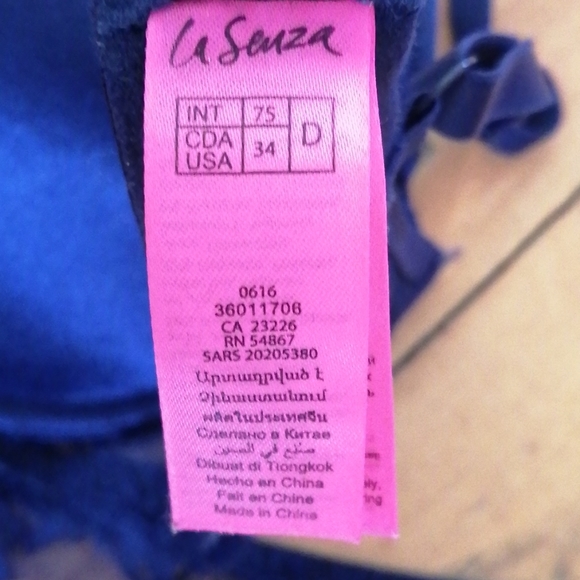 la Senza
INT 75 D
CDA USA 34
0616
36011706
CA 23226
RN 54867
SARS 20205380
Արտադրված է
Չինաստանում
ผลิตในประเทศจีน
Сделано в Китае
صنع في الصين
Dibuat di Tiongkok
Hecho en China
Fait en Chine
Made in China